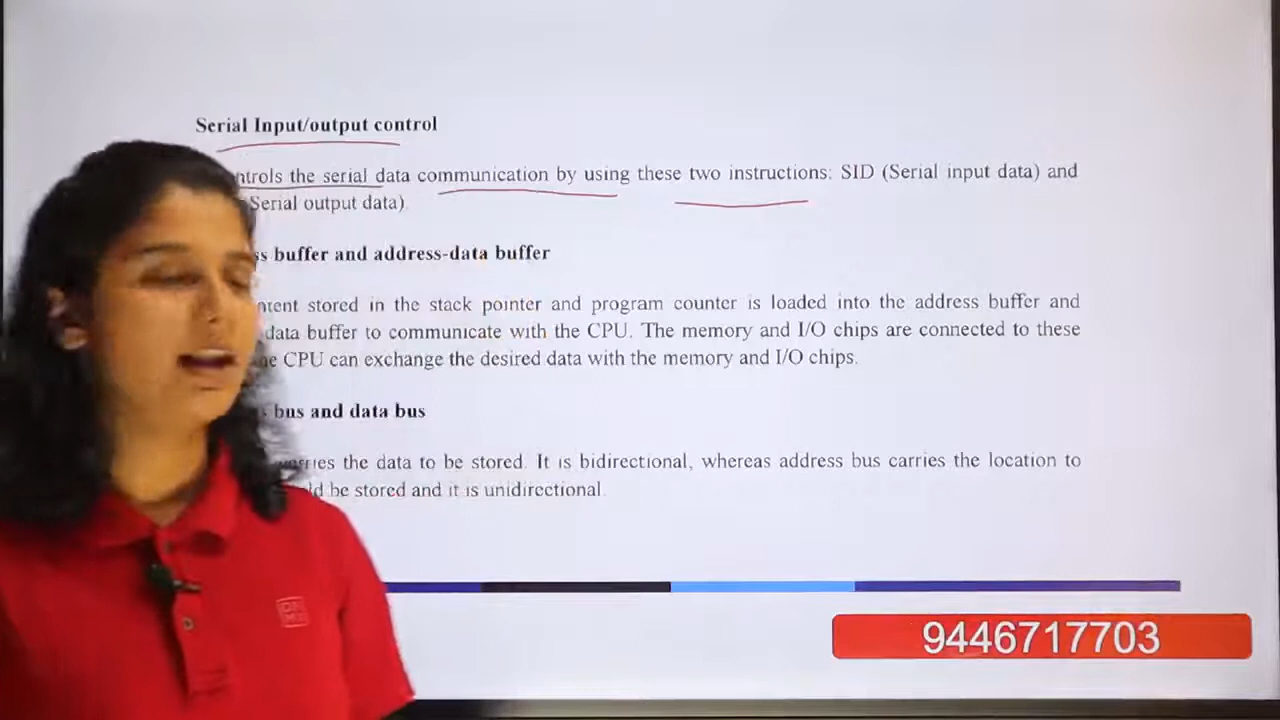 Serial Input/output control
ntrols the serial data communication by using these two instructions: SID (Serial input data) and
Serial output data).
ss buffer and address-data buffer
ntent stored in the stack pointer and program counter is loaded into the address buffer and
data buffer to communicate with the CPU. The memory and I/O chips are connected to these
he CPU can exchange the desired data with the memory and I/O chips.
bus and data bus
the data to be stored. It is bidirectional, whereas address bus carries the location to
ld be stored and it is unidirectional.
9446717703